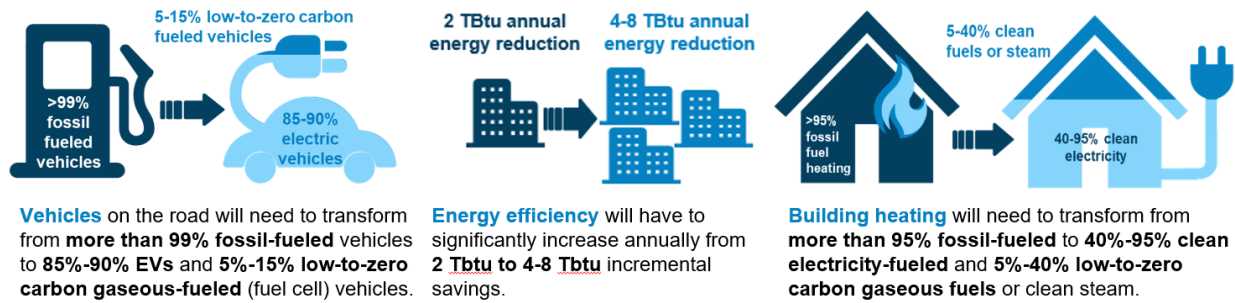 5-15% low-to-zero carbon
fueled vehicles
>99%
fossil
fueled
vehicles
85-90%
electric
vehicles
Vehicles on the road will need to transform
from more than 99% fossil-fueled vehicles
to 85%-90% EVs and 5%-15% low-to-zero
carbon gaseous-fueled (fuel cell) vehicles.
2 TBtu annual
energy reduction
4-8 TBtu annual
energy reduction
Energy efficiency will have to
significantly increase annually from
2 Tbtu to 4-8 Tbtu incremental
savings.
5-40% clean
fuels or steam
>95%
fossil
fuel
heating
40-95% clean
electricity
Building heating will need to transform from
more than 95% fossil-fueled to 40%-95% clean
electricity-fueled and 5%-40% low-to-zero
carbon gaseous fuels or clean steam.